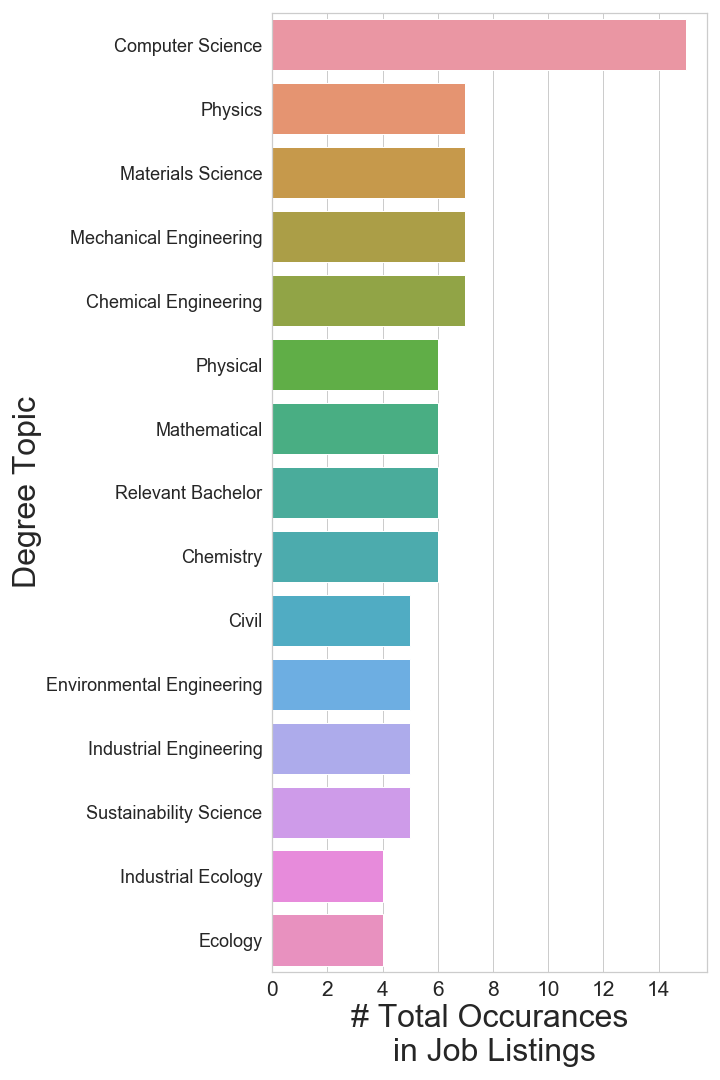 Computer Science
Physics
Materials Science
Mechanical Engineering
Chemical Engineering
Physical
Mathematical
Relevant Bachelor
Chemistry
Civil
Environmental Engineering
Industrial Engineering
Sustainability Science
Industrial Ecology
Ecology
Degree Topic
0 2 4 6 8 10 12 14
# Total Occurances
in Job Listings